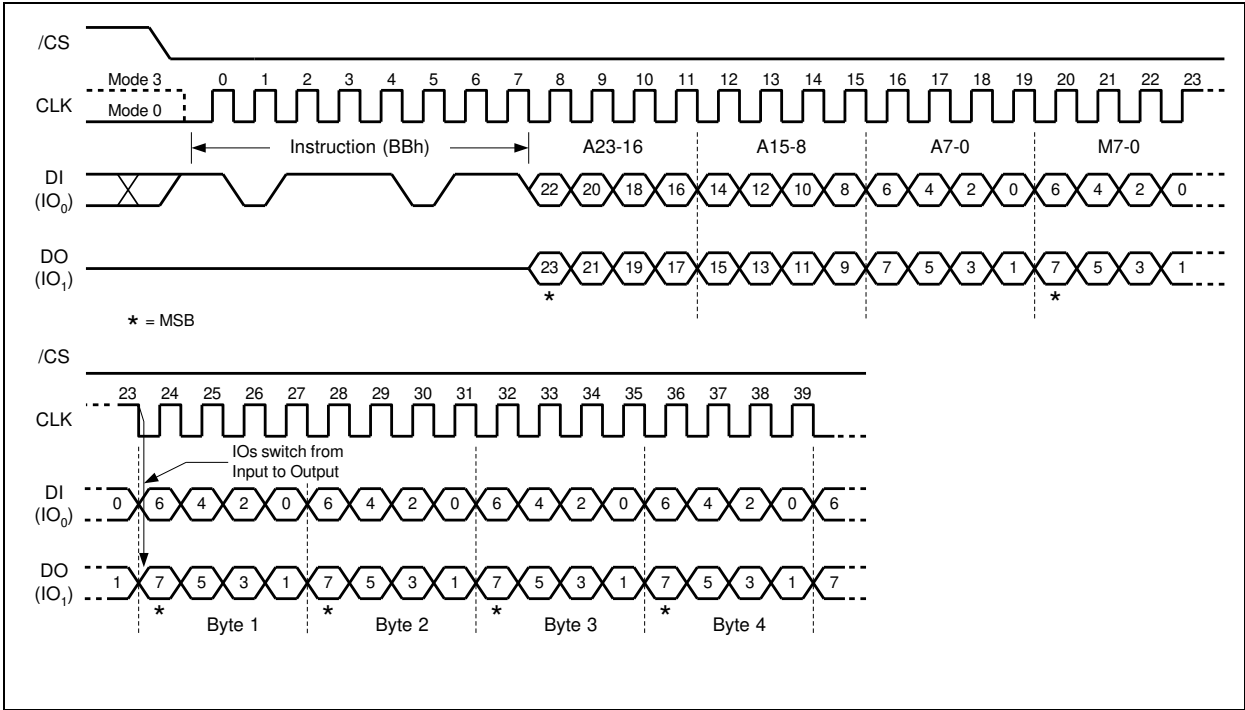 /CS
Mode 3 0 1 2 3 4 5 6 7 8 9 10 11 12 13 14 15 16 17 18 19 20 21 22 23
CLK Mode 0
Instruction (BBh) A23-16 A15-8 A7-0 M7-0
DI
(IO0) 22 20 18 16 14 12 10 8 6 4 2 0 6 4 2 0
DO
(IO1) 23 21 19 17 15 13 11 9 7 5 3 1 7 5 3 1
* *
* = MSB
/CS
23 24 25 26 27 28 29 30 31 32 33 34 35 36 37 38 39
CLK
IOs switch from
Input to Output
DI
(IO0) 0 6 4 2 0 6 4 2 0 6 4 2 0 6 4 2 0 6
DO
(IO1) 1 7 5 3 1 7 5 3 1 7 5 3 1 7 5 3 1 7
* * * *
Byte 1 Byte 2 Byte 3 Byte 4